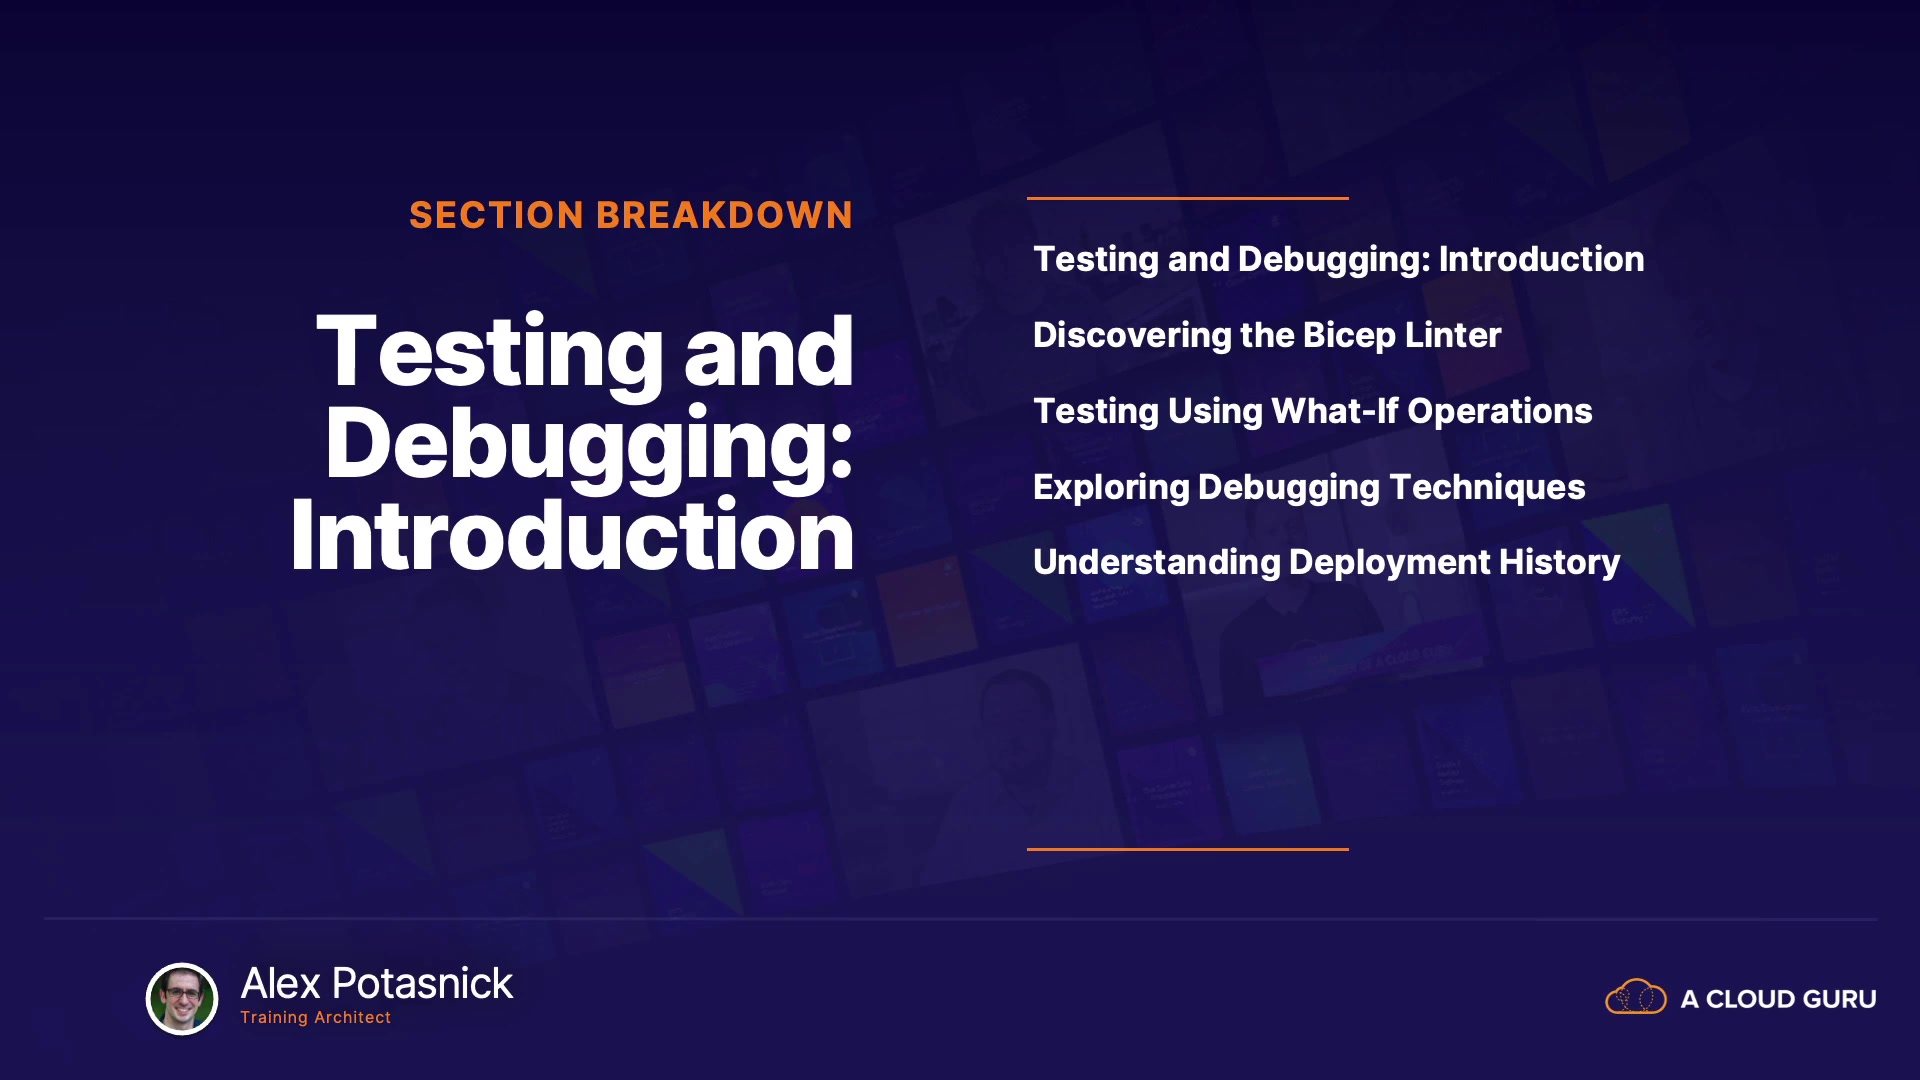 SECTION BREAKDOWN
Testing and
Debugging:
Introduction
Testing and Debugging: Introduction
Discovering the Bicep Linter
Testing Using What-If Operations
Exploring Debugging Techniques
Understanding Deployment History
Alex Potasnick
Training Architect
A CLOUD GURU